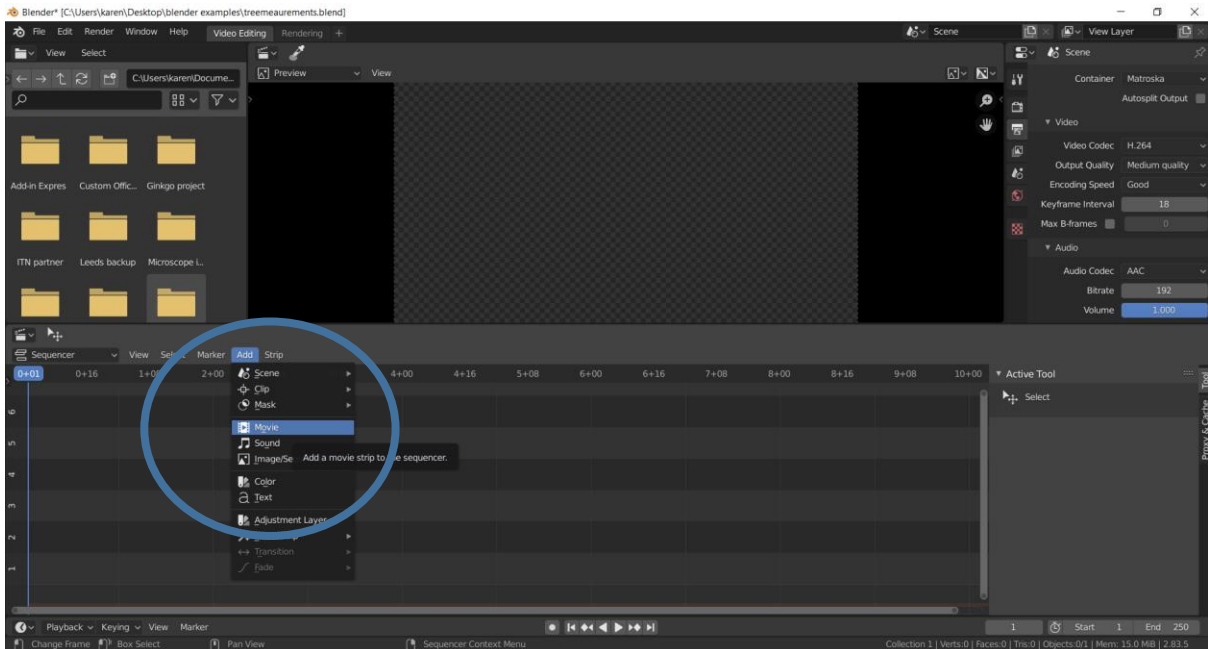 Blender* [C:\Users\karen\Desktop\blender examples\treemeaurements.blend]
File Edit Render Window Help Video Editing Rendering + Scene View Layer
View Select
Scene
C:\Users\karen\Docume...
Preview View
Container Matroska
Autosplit Output
Video
Video Codec H.264
Output Quality Medium quality
Encoding Speed Good
Keyframe Interval 18
Max B-frames 0
Audio
Audio Codec AAC
Bitrate 192
Volume 1.000
Add-in Expres Custom Offic... Ginkgo project
ITN partner Leeds backup Microscope i...
Sequencer View Marker Add Strip
0+01 0+16 2+00 4+00 4+16 5+08 6+00 6+16 7+08 8+00 8+16 9+08 10+00
Active Tool
Select
Tool
Proxy & Cache
6
5
4
3
2
1
Scene
Clip
Mask
Movie
Sound
Image/Se
Add a movie strip to the sequencer.
Color
Text
Adjustment Layer
Transition
Fade
Playback Keying View Marker 1 Start 1 End 250
Change Frame Box Select Pan View Sequencer Context Menu Collection 1 | Verts:0 | Faces:0 | Tris:0 | Objects:0/1 | Mem: 15.0 MiB | 2.83.5